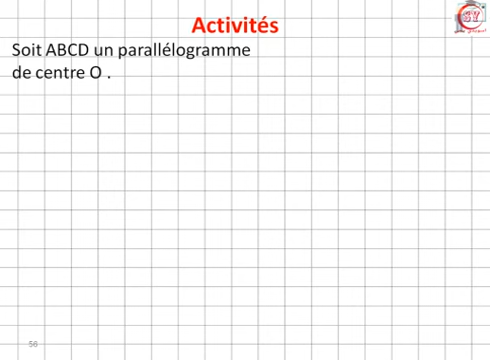 Activités
Soit ABCD un parallélogramme
de centre O .
56